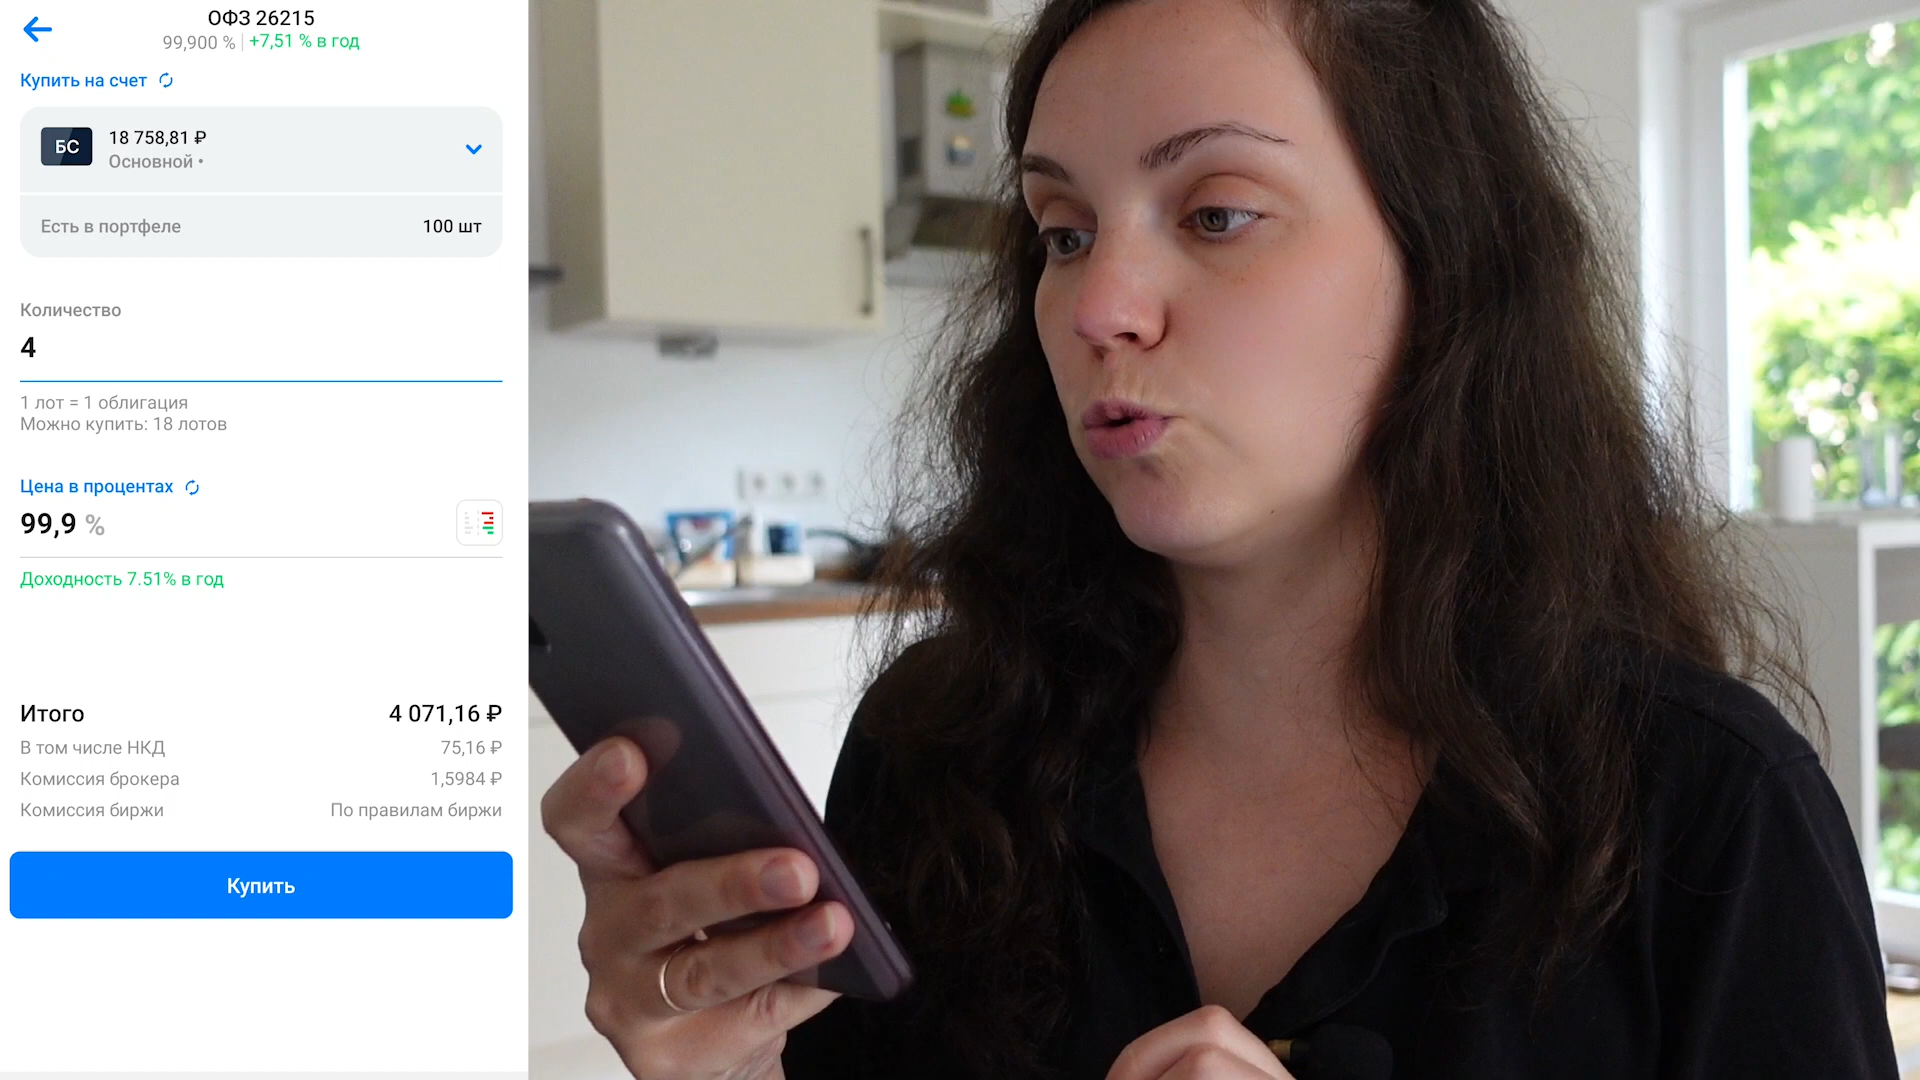 ОФЗ 26215
99,900 % | +7,51 % в год
Купить на счет
БС
18 758,81 ₽
Основной •
Есть в портфеле 100 шт
Количество
4
1 лот = 1 облигация
Можно купить: 18 лотов
Цена в процентах
99,9 %
Доходность 7.51% в год
Итого 4 071,16 ₽
В том числе НКД 75,16 ₽
Комиссия брокера 1,5984 ₽
Комиссия биржи По правилам биржи
Купить